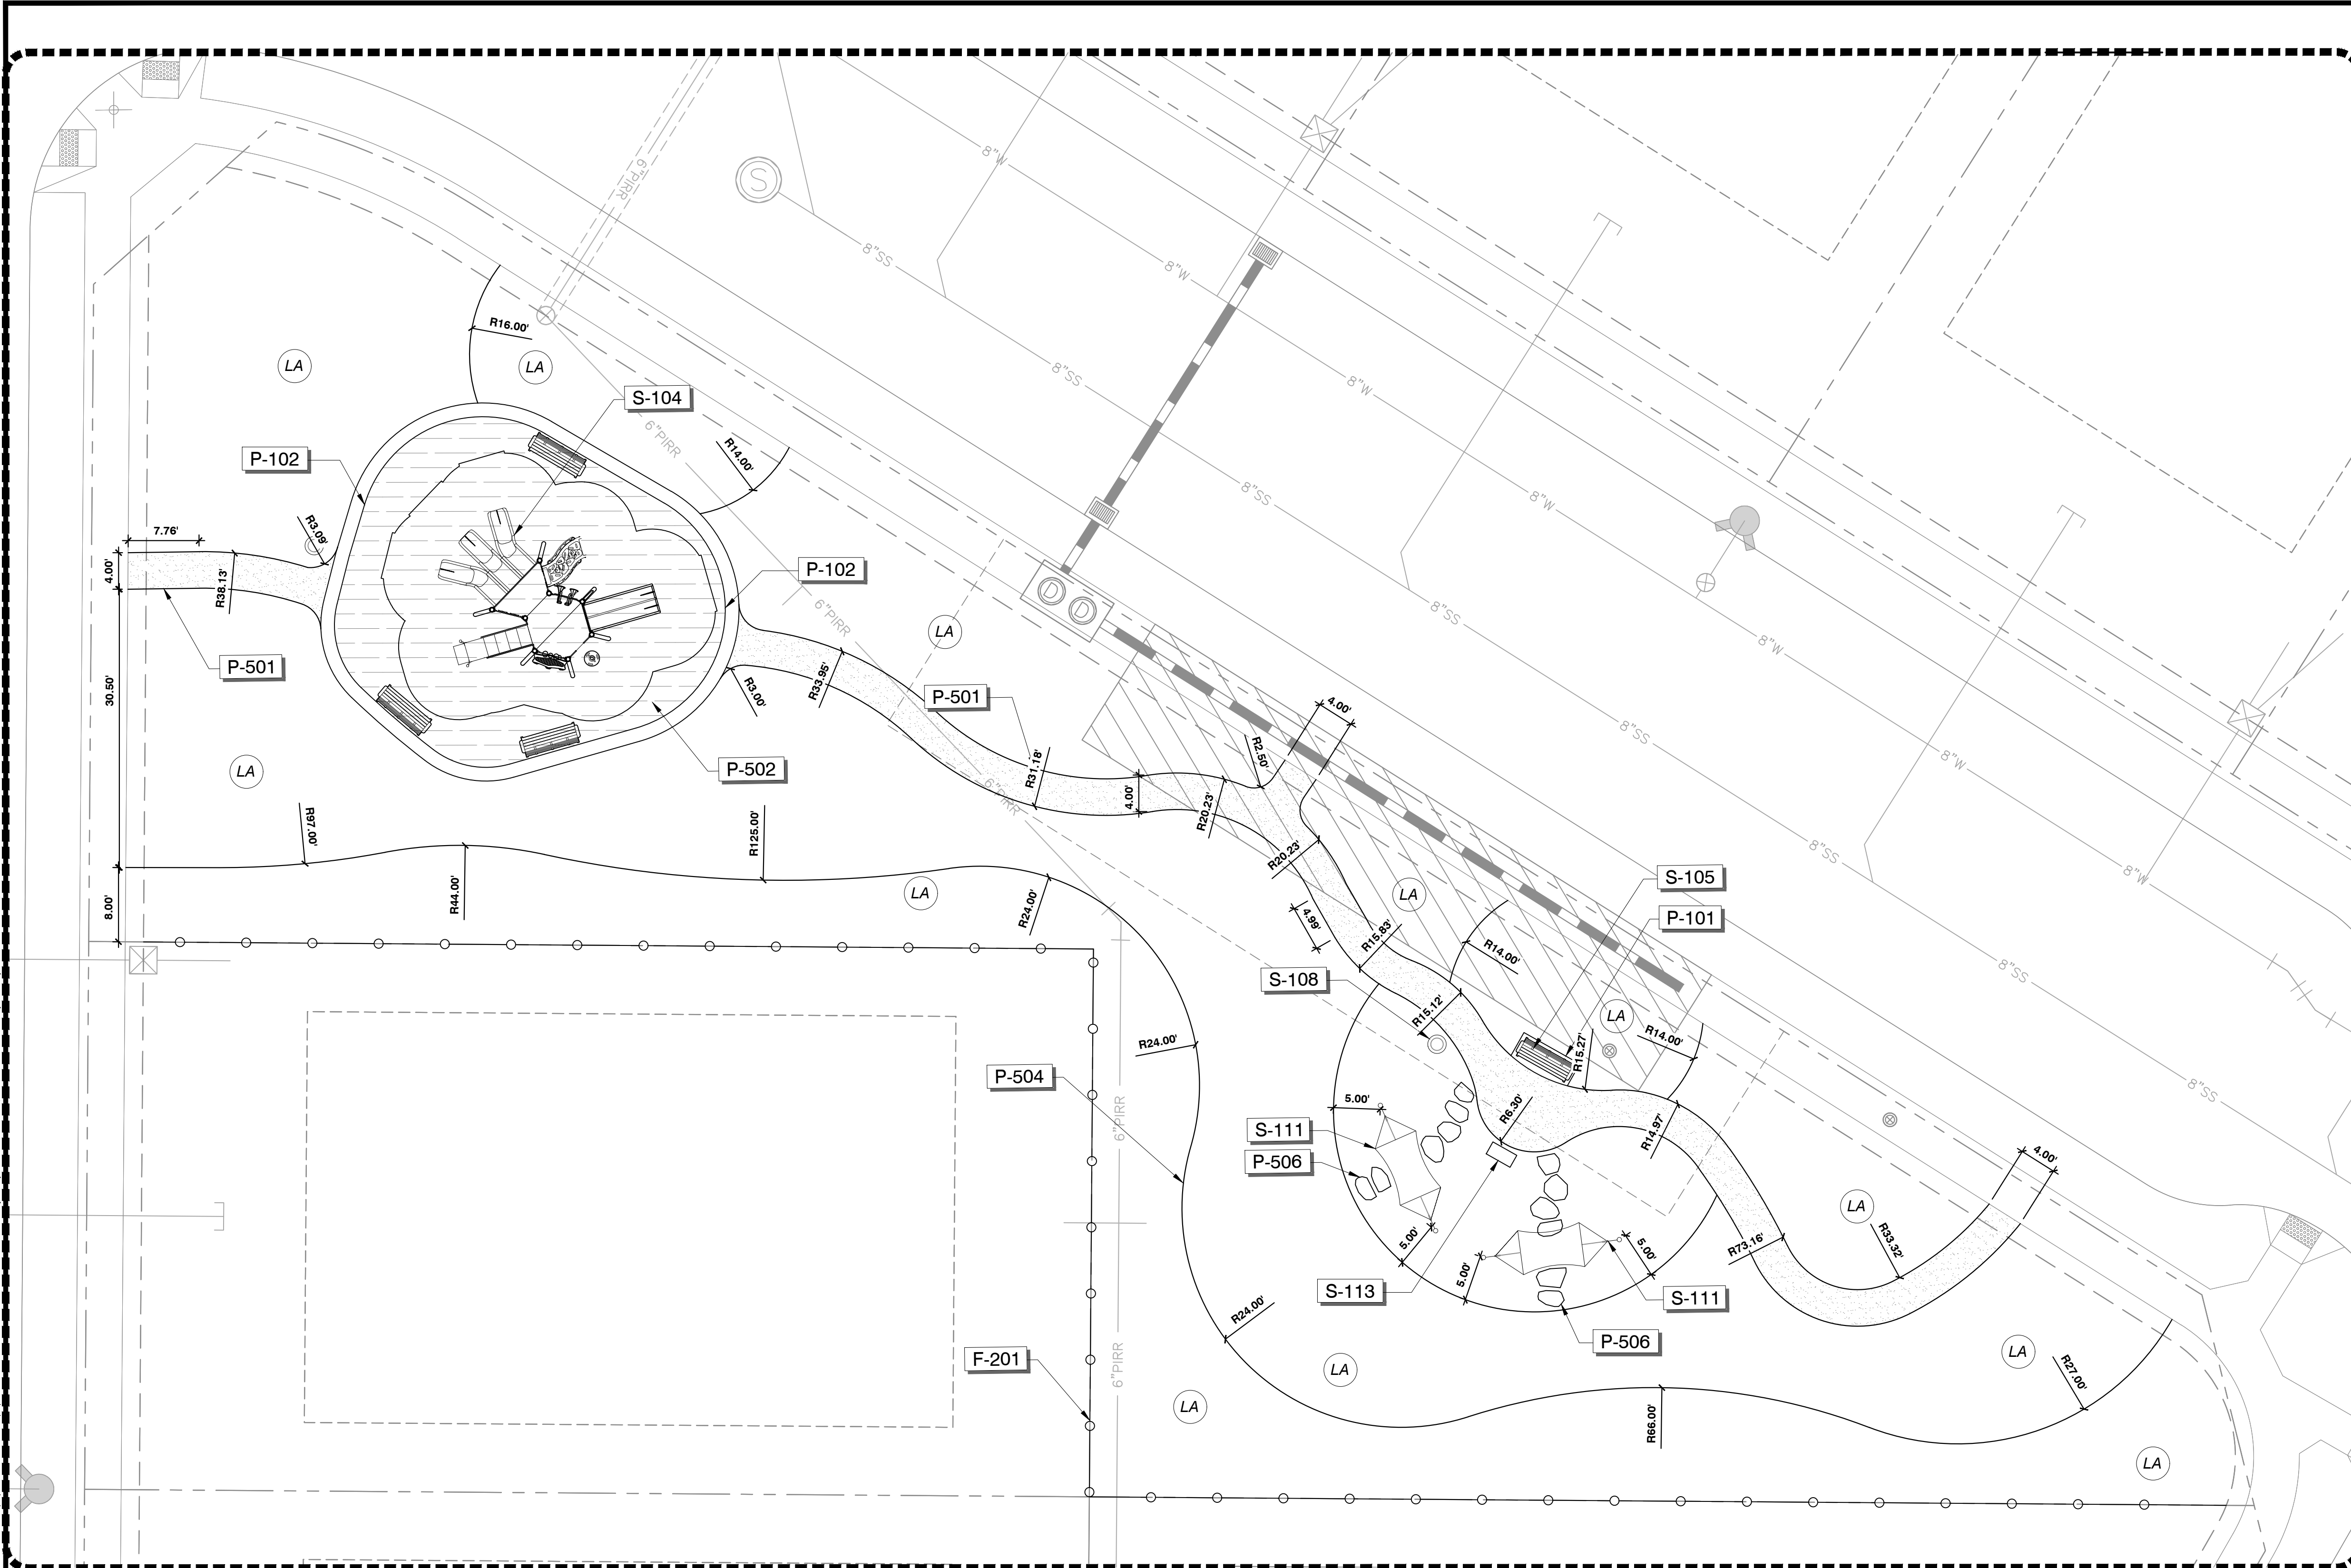 6"PIRR
S
8"W
8"SS
8"W
R16.00'
LA
LA
8"SS
8"W
S-104
6"PIRR
R14.00'
P-102
8"SS
8"W
R3.09'
7.76'
4.00'
R38.13'
P-102
D
D
6"PIRR
8"SS
LA
8"W
P-501
30.50'
R33.95'
R3.00'
P-501
4.00'
8"SS
R2.50'
8"W
LA
P-502
R31.18'
4.00'
R20.23'
6"PIRR
R97.00'
R125.00'
R20.23'
8"SS
8"W
R44.00'
LA
R24.00'
8.00'
LA
S-105
P-101
4.99'
R15.83'
R14.00'
8"SS
S-108
R15.12'
LA
R14.00'
R15.27'
R24.00'
P-504
8"SS
6"PIRR
5.00'
R6.30'
R14.97'
S-111
P-506
4.00'
LA
R33.32'
5.00'
R73.16'
5.00'
5.00'
S-113
S-111
R24.00'
P-506
F-201
6"PIRR
LA
LA
R27.00'
LA
R66.00'
LA